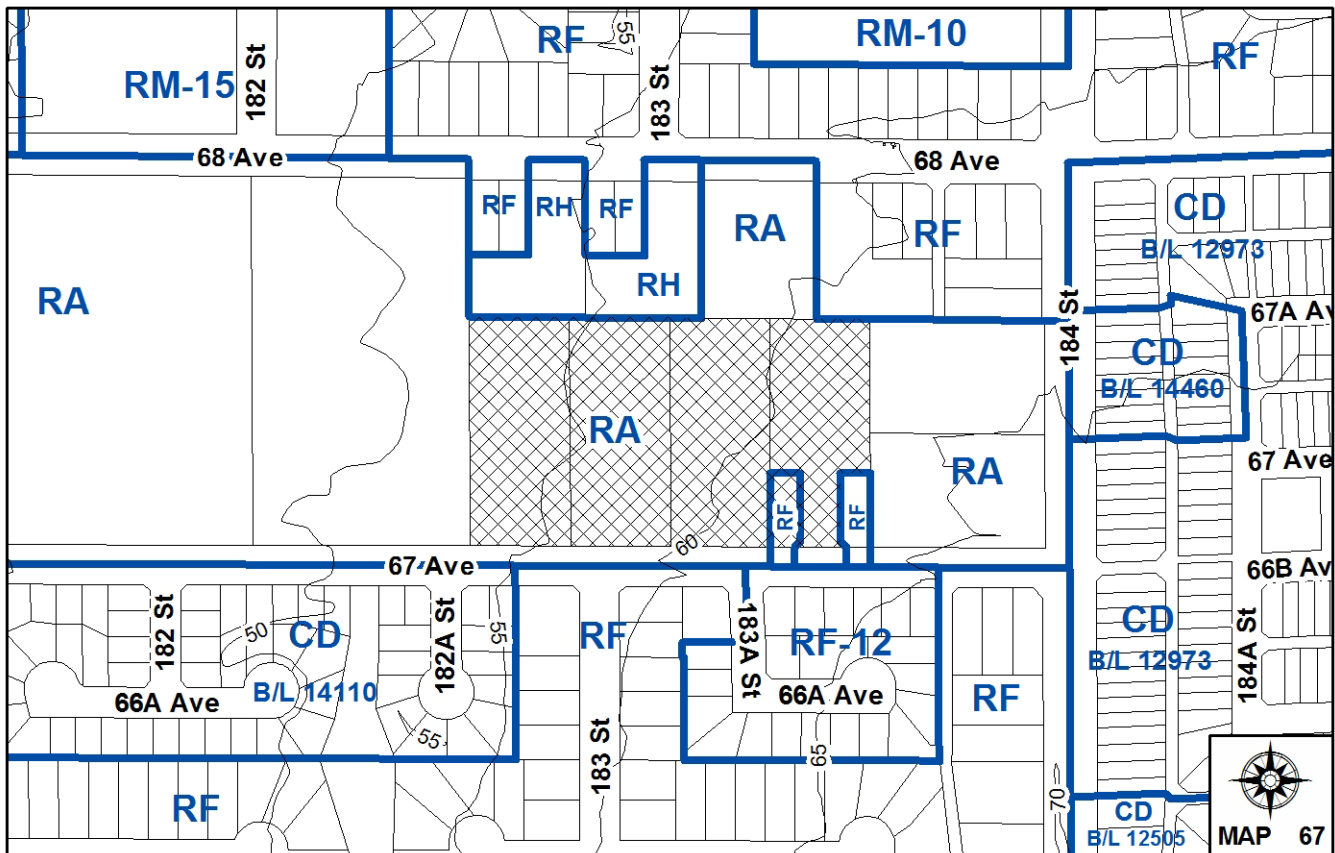 RF
55
RM-10
RF
RM-15
182 St
183 St
68 Ave
68 Ave
RF
RH
RF
RA
RF
CD
B/L 12973
RH
RA
184 St
67A Av
CD
B/L 14460
RA
67 Ave
RA
RF
RF
60
67 Ave
66B Av
182 St
50
CD
182A St
55
RF
183A St
RF-12
CD
B/L 12973
184A St
66A Ave
B/L 14110
66A Ave
RF
55
183 St
65
RF
70
CD
B/L 12505
MAP 67